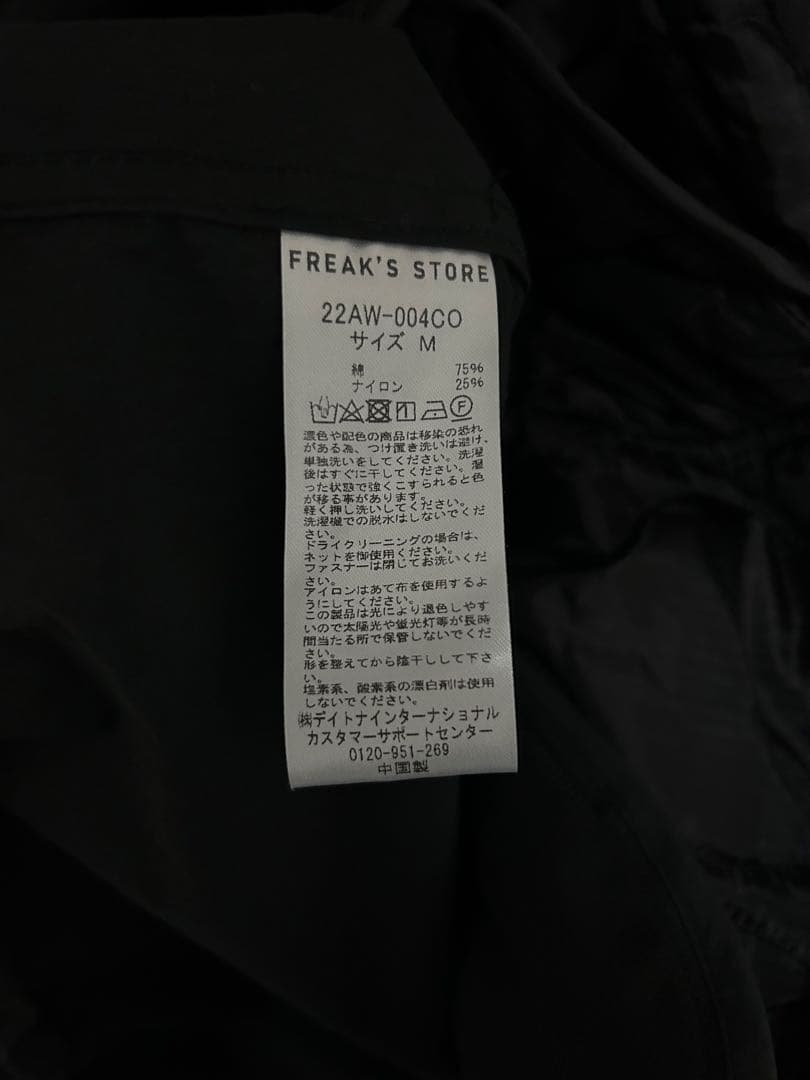 FREAK'S STORE
22AW-004CO
サイズ M
綿 75%
ナイロン 25%
濃色や配色の商品は移染の恐れ
がある為、つけ置き洗いは避け、
単独洗いをしてください。洗濯
後はすぐに干してください。湿
った状態で強くこすられると色
が移る事があります。
軽く押し洗いしてください。
洗濯機での脱水はしないでくだ
さい。
ドライクリーニングの場合は、
ネットを御使用ください。
ファスナーは閉じてお洗いくだ
さい。
アイロンはあて布を使用するよ
うにしてください。
この製品は光により退色しやす
いので太陽光や蛍光灯等が長時
間当たる所で保管しないでくだ
さい。
形を整えてから陰干しして下さ
い。
塩素系、酸素系の漂白剤は使用
しないでください。
㈱デイトナインターナショナル
カスタマーサポートセンター
0120-951-269
中国製